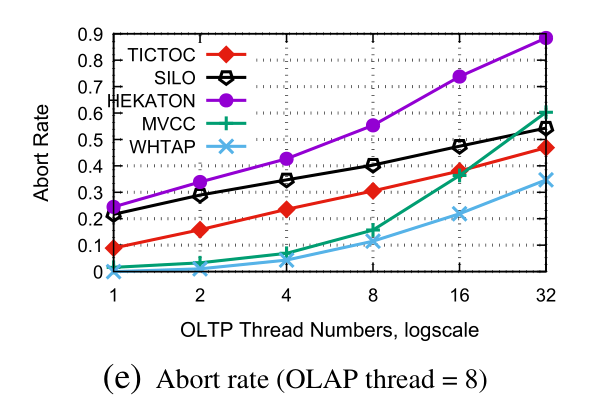 0.9
0.8
0.7
0.6
0.5
0.4
0.3
0.2
0.1
0
Abort Rate
TICTOC
SILO
HEKATON
MVCC
WHTAP
1 2 4 8 16 32
OLTP Thread Numbers, logscale
(e) Abort rate (OLAP thread = 8)